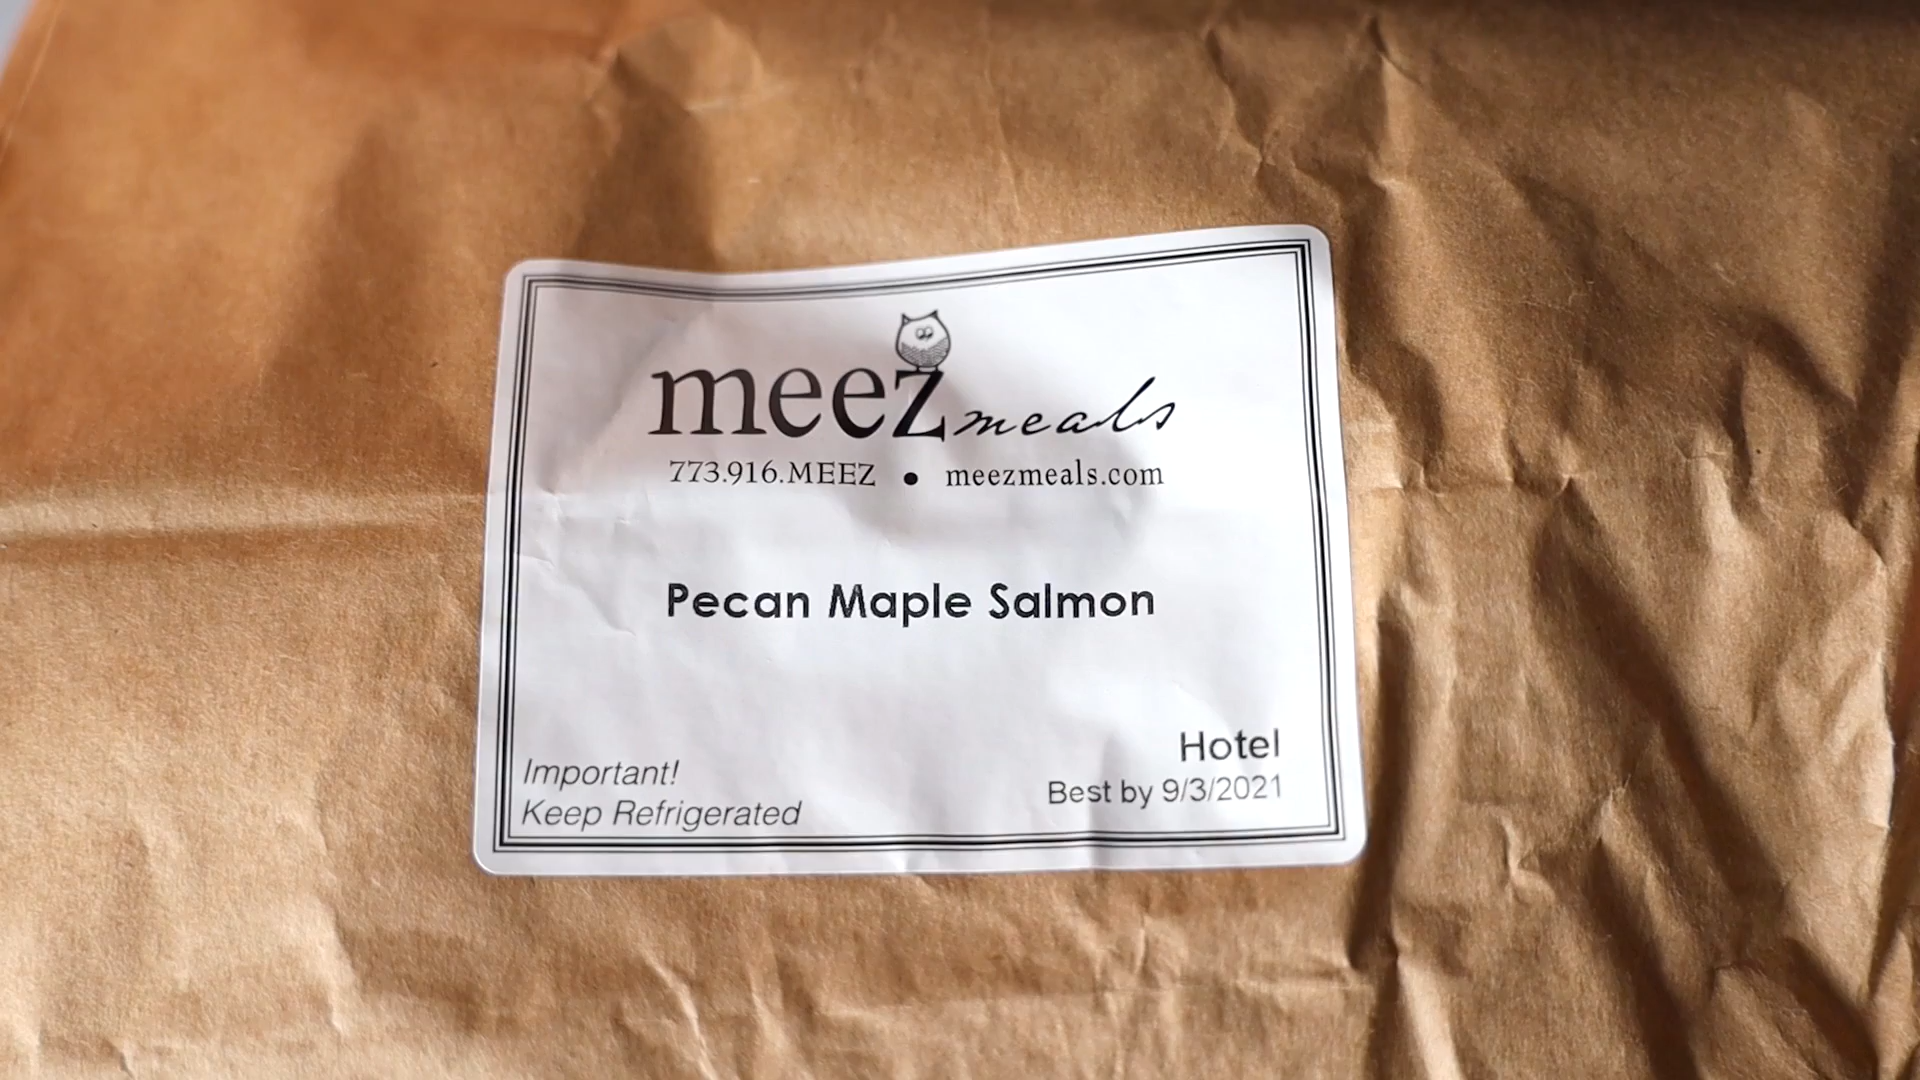 meez meals
773.916.MEEZ • meezmeals.com
Pecan Maple Salmon
Important!
Keep Refrigerated
Hotel
Best by 9/3/2021